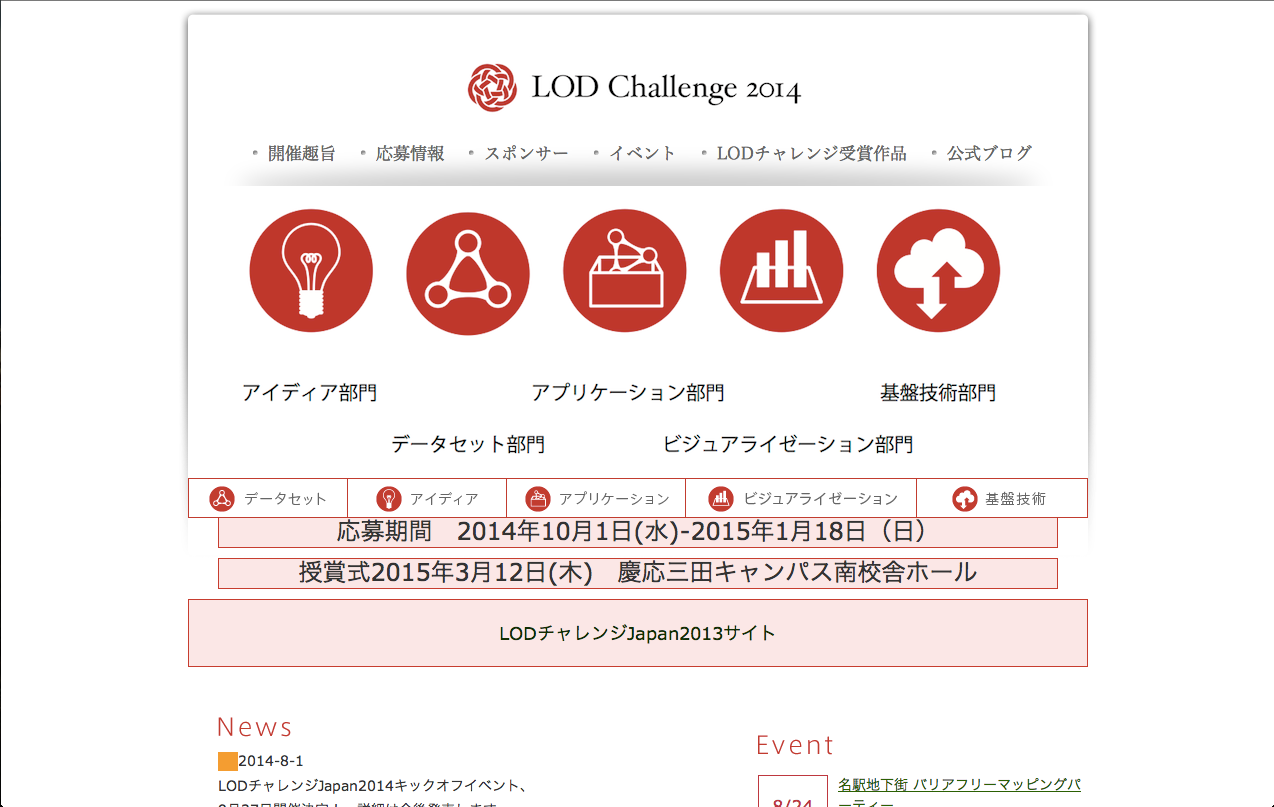 LOD Challenge 2014
開催趣旨 応募情報 スポンサー イベント LODチャレンジ受賞作品 公式ブログ
アイディア部門 アプリケーション部門 基盤技術部門
データセット部門 ビジュアライゼーション部門
データセット アイディア アプリケーション ビジュアライゼーション 基盤技術
応募期間　2014年10月1日(水)-2015年1月18日（日）
授賞式2015年3月12日(木)　慶応三田キャンパス南校舎ホール
LODチャレンジJapan2013サイト
News
2014-8-1
LODチャレンジJapan2014キックオフイベント、
Event
8/24
名駅地下街 バリアフリーマッピングパ
ーティー